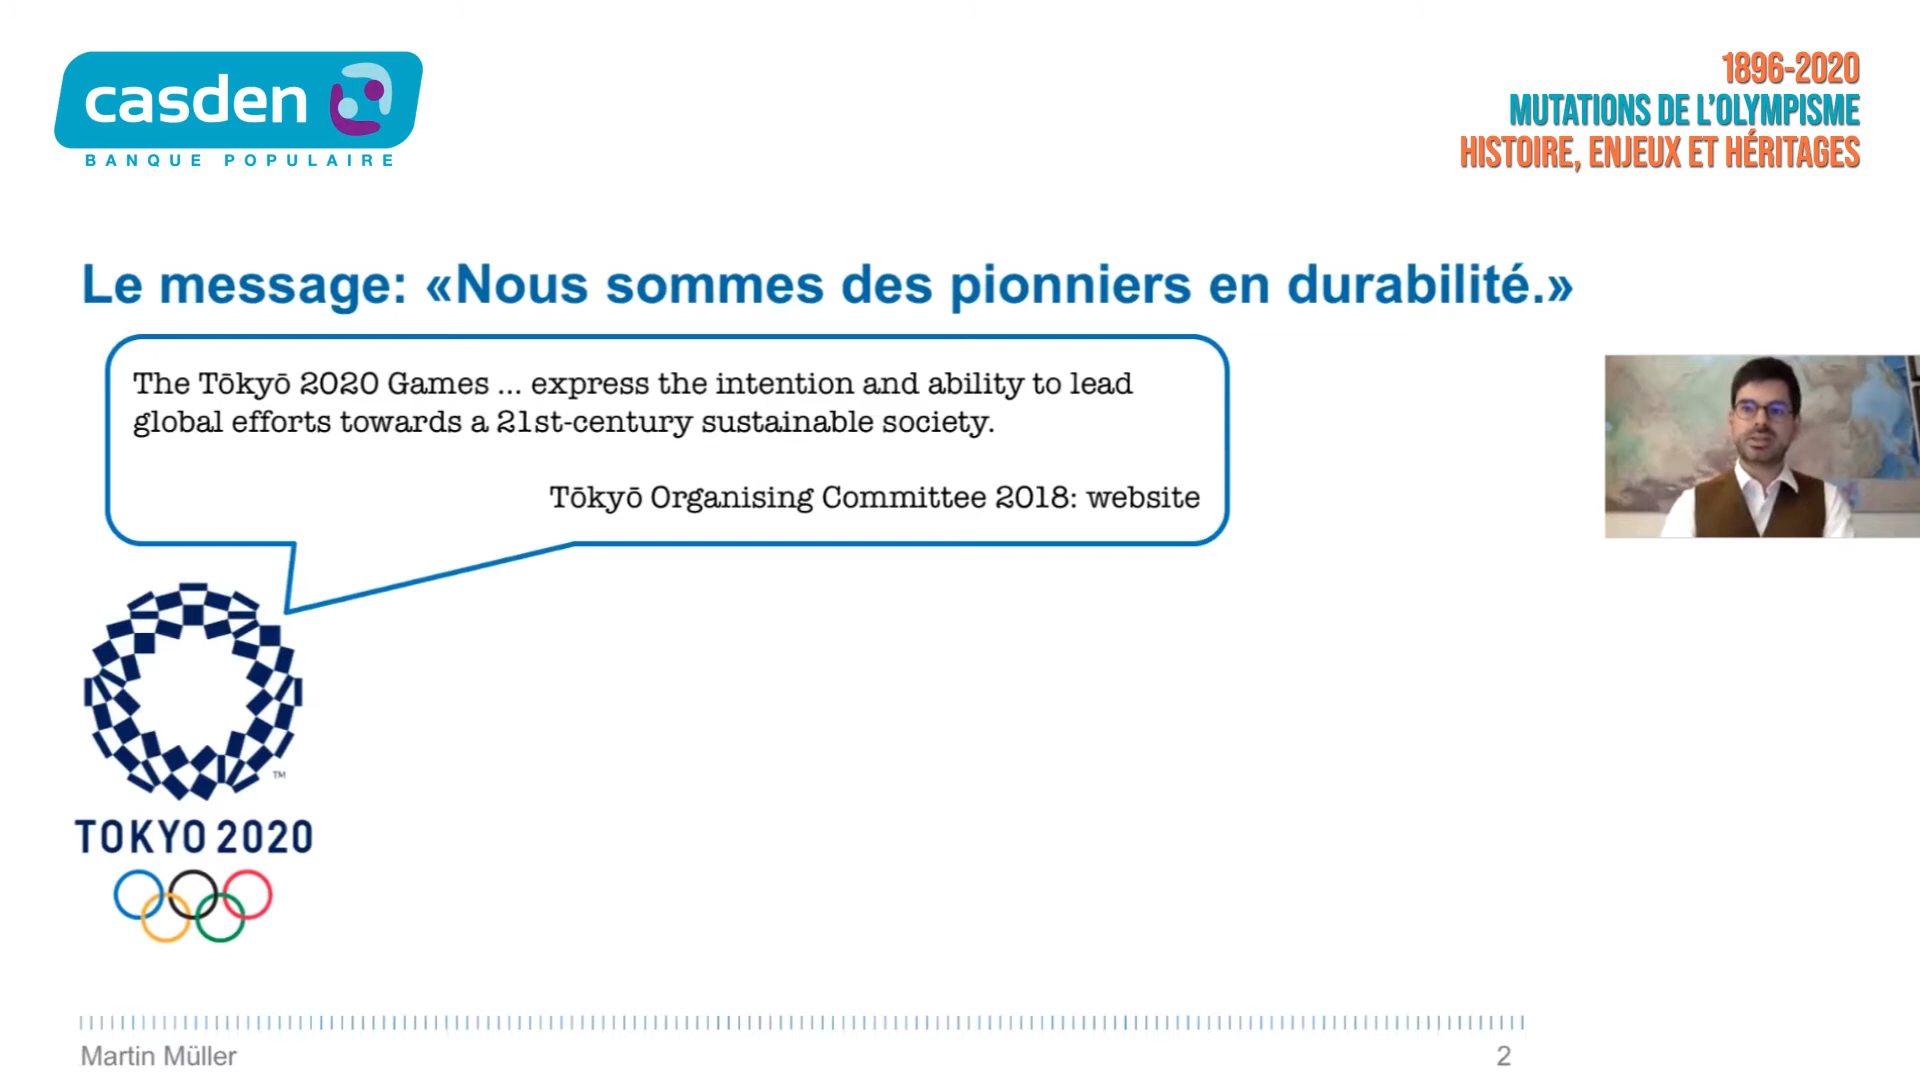 casden
BANQUE POPULAIRE
1896-2020
MUTATIONS DE L'OLYMPISME
HISTOIRE, ENJEUX ET HÉRITAGES
Le message: «Nous sommes des pionniers en durabilité.»
The Tōkyō 2020 Games ... express the intention and ability to lead
global efforts towards a 21st-century sustainable society.
Tōkyō Organising Committee 2018: website
TM
TOKYO 2020
Martin Müller
2